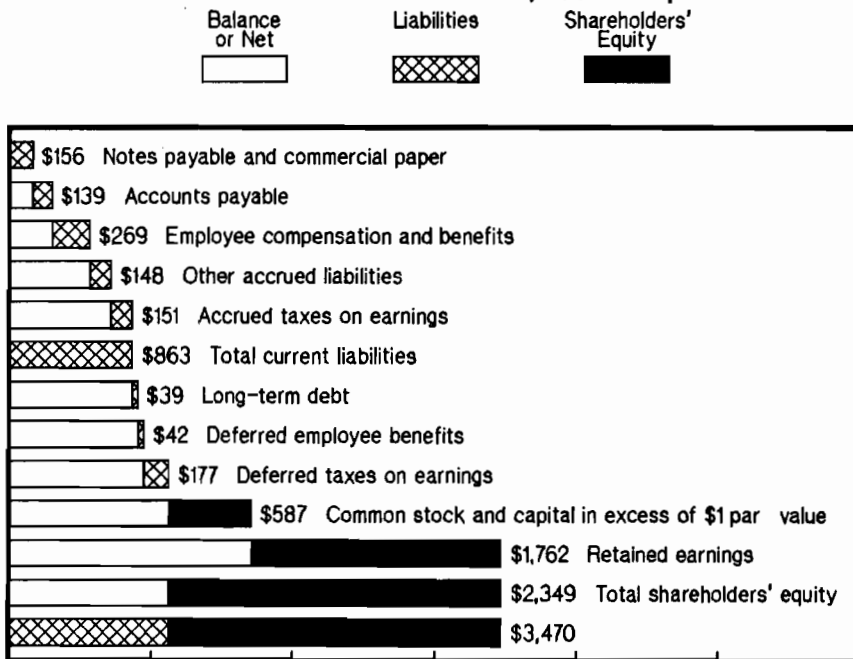 Balance
or Net
Liabilities
Shareholders'
Equity
$156 Notes payable and commercial paper
$139 Accounts payable
$269 Employee compensation and benefits
$148 Other accrued liabilities
$151 Accrued taxes on earnings
$863 Total current liabilities
$39 Long-term debt
$42 Deferred employee benefits
$177 Deferred taxes on earnings
$587 Common stock and capital in excess of $1 par value
$1,762 Retained earnings
$2,349 Total shareholders' equity
$3,470